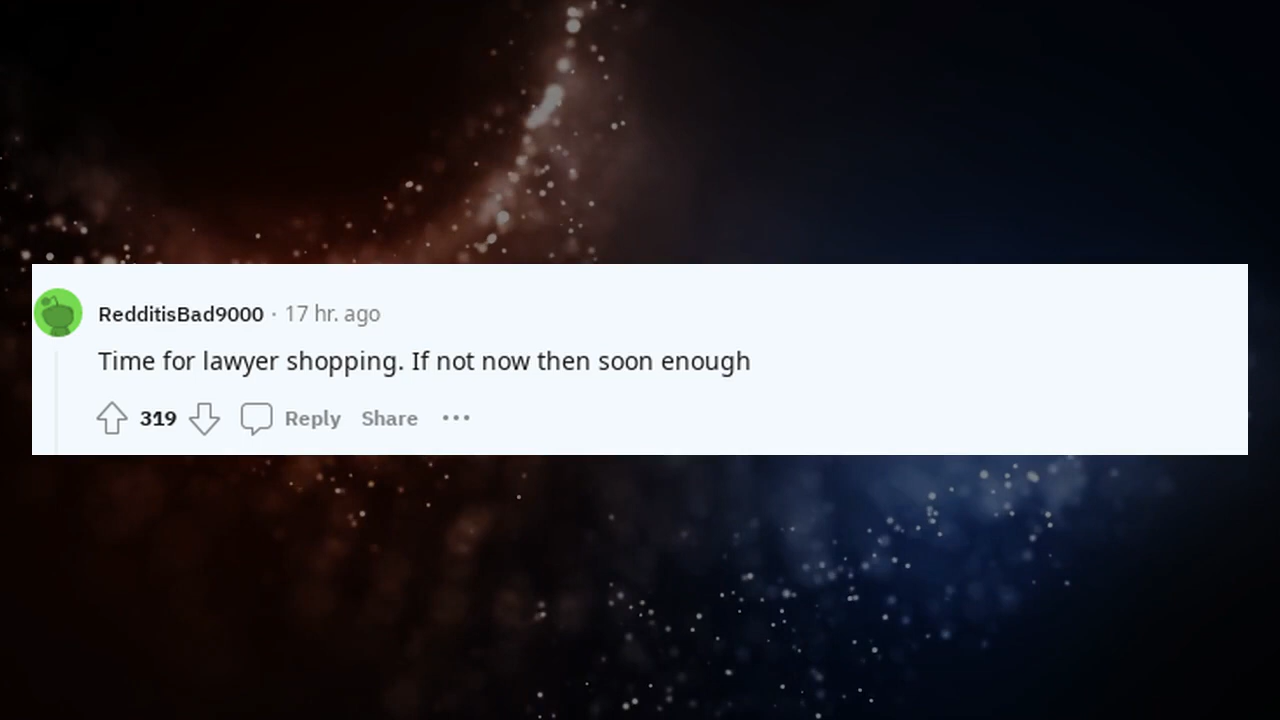 RedditisBad9000 · 17 hr. ago
Time for lawyer shopping. If not now then soon enough
319 Reply Share ···